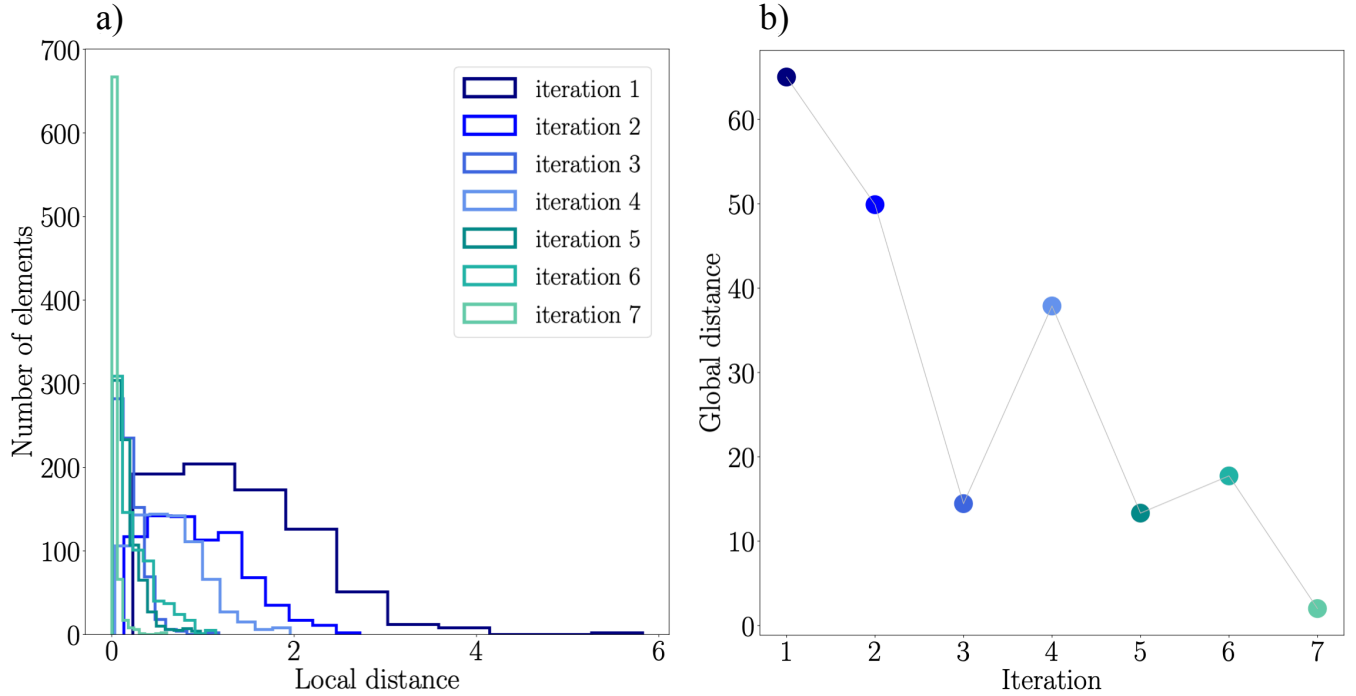 a)
700
600
500
400
300
200
100
0
Number of elements
0 2 4 6
Local distance
iteration 1
iteration 2
iteration 3
iteration 4
iteration 5
iteration 6
iteration 7
b)
60
50
40
30
20
10
0
Global distance
1 2 3 4 5 6 7
Iteration